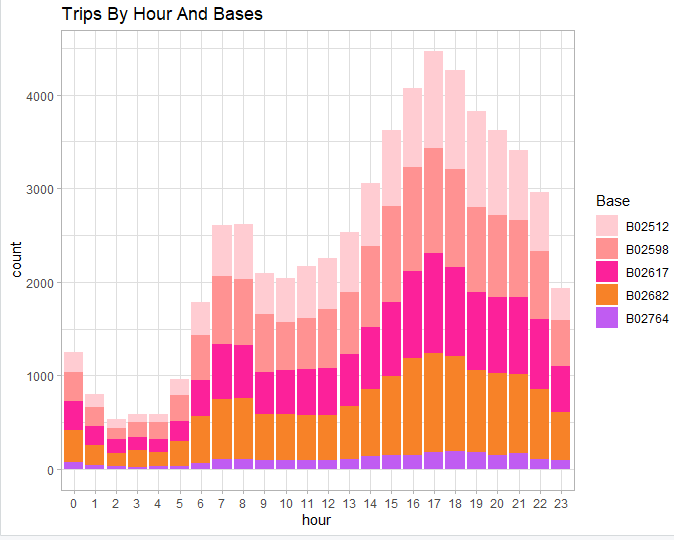 Trips By Hour And Bases
4000
3000
2000
1000
0
count
0 1 2 3 4 5 6 7 8 9 10 11 12 13 14 15 16 17 18 19 20 21 22 23
hour
Base
B02512
B02598
B02617
B02682
B02764